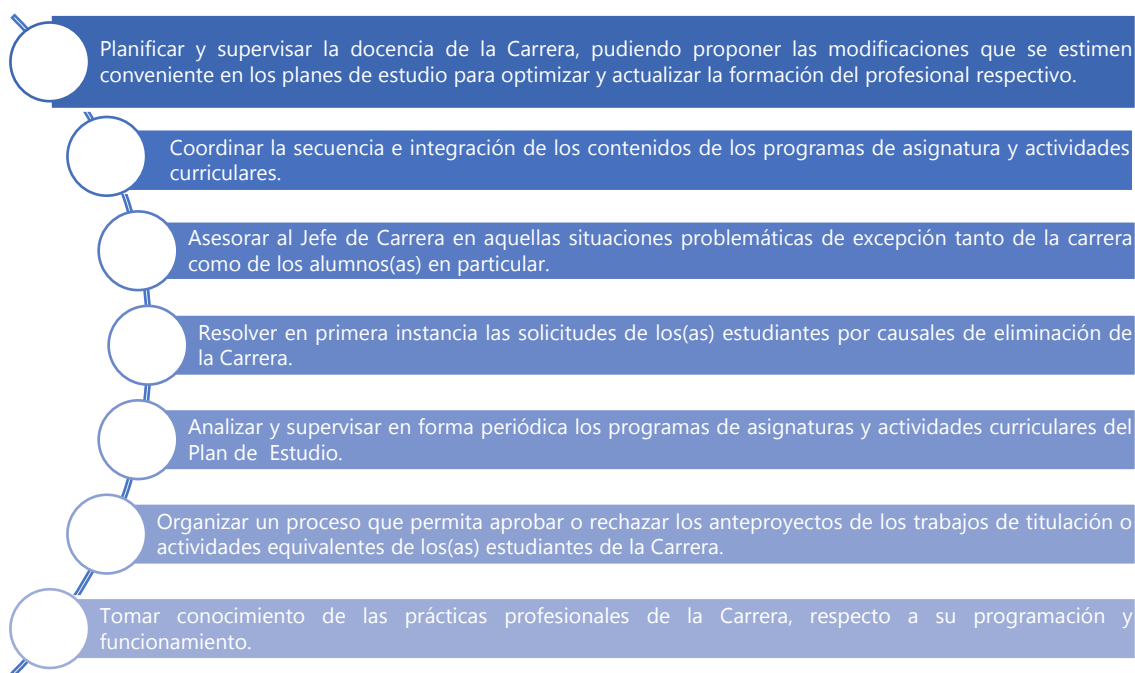 Planificar y supervisar la docencia de la Carrera, pudiendo proponer las modificaciones que se estimen
conveniente en los planes de estudio para optimizar y actualizar la formación del profesional respectivo.
Coordinar la secuencia e integración de los contenidos de los programas de asignatura y actividades
curriculares.
Asesorar al Jefe de Carrera en aquellas situaciones problemáticas de excepción tanto de la carrera
como de los alumnos(as) en particular.
Resolver en primera instancia las solicitudes de los(as) estudiantes por causales de eliminación de
la Carrera.
Analizar y supervisar en forma periódica los programas de asignaturas y actividades curriculares del
Plan de Estudio.
Organizar un proceso que permita aprobar o rechazar los anteproyectos de los trabajos de titulación o
actividades equivalentes de los(as) estudiantes de la Carrera.
Tomar conocimiento de las prácticas profesionales de la Carrera, respecto a su programación y
funcionamiento.